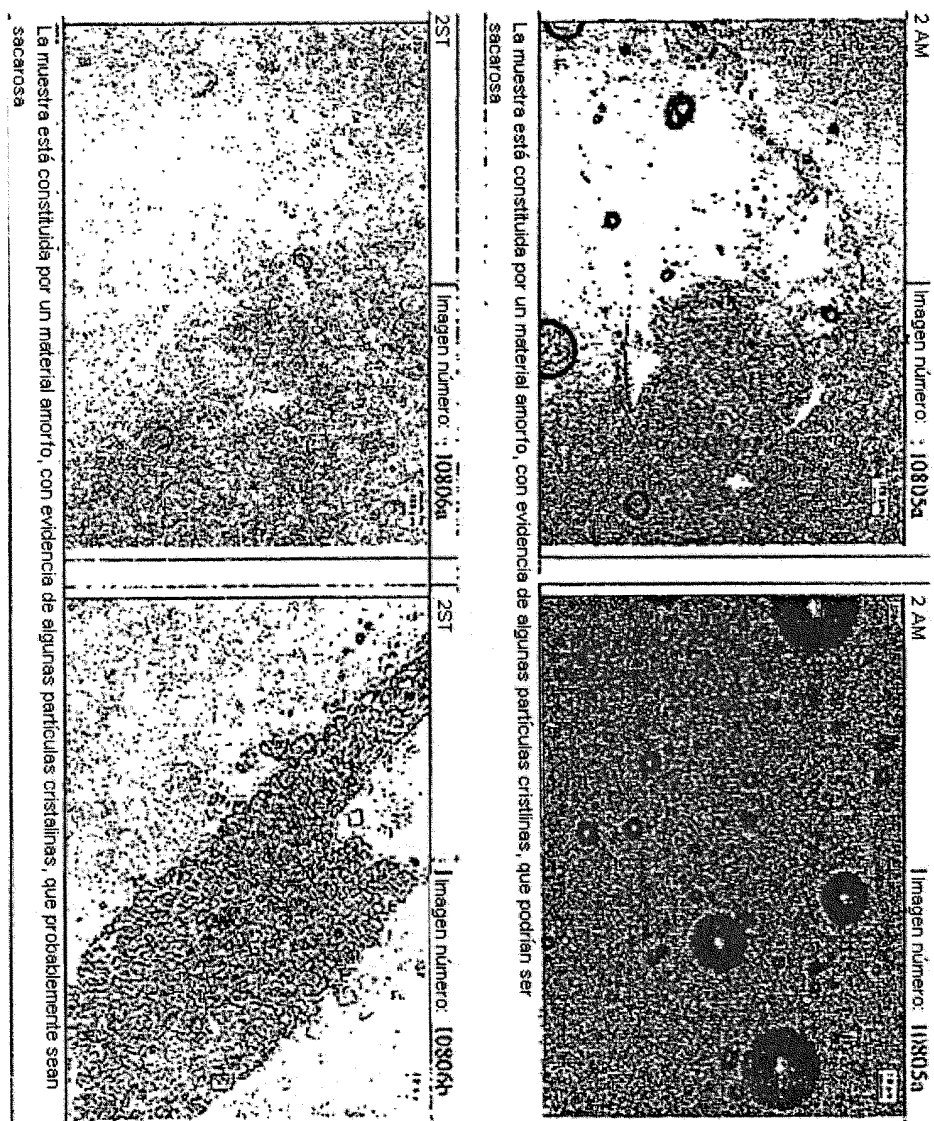 2 AM
Imagen número: : 10805a
2 AM
Imagen número: 10805a
La muestra está constituida por un material amorfo, con evidencia de algunas partículas cristlinas, que podrían ser
sacarosa
2ST
Imagen número: : 10806a
2ST
Imagen número: 10806b
La muestra está constituida por un material amorfo, con evidencia de algunas partículas cristalinas, que probablemente sean
sacarosa